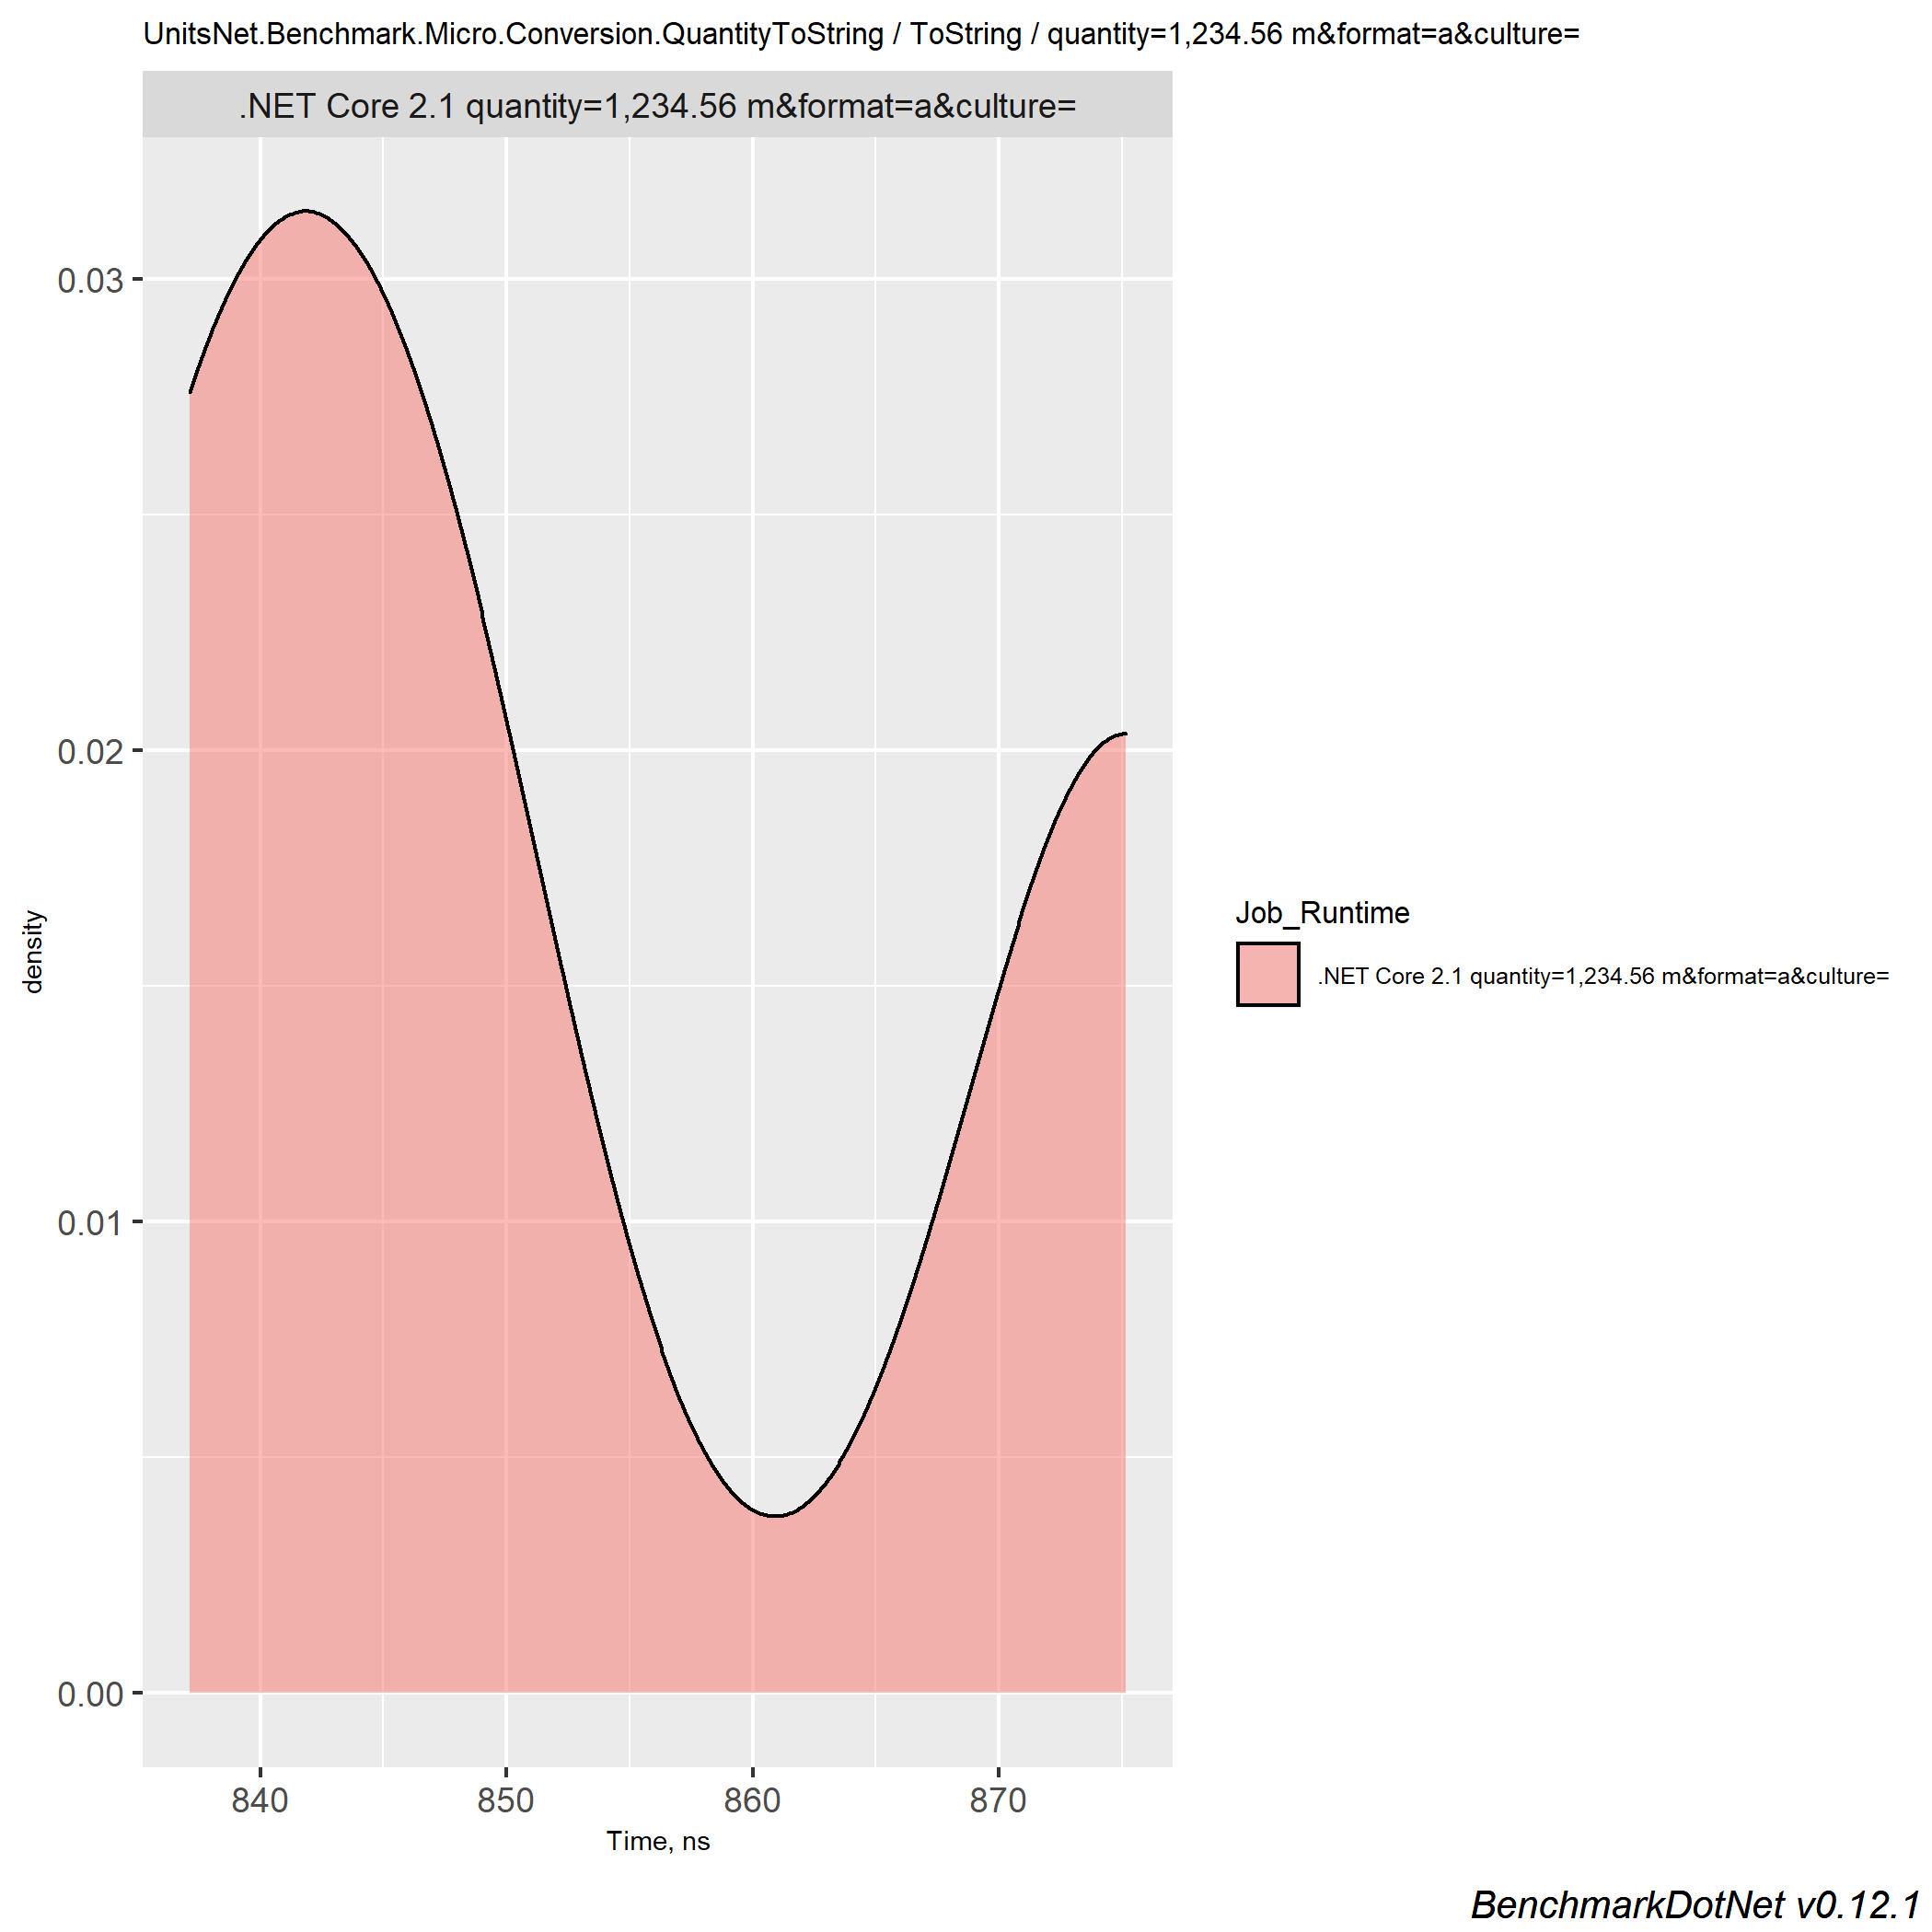 UnitsNet.Benchmark.Micro.Conversion.QuantityToString / ToString / quantity=1,234.56 m&format=a&culture=
.NET Core 2.1 quantity=1,234.56 m&format=a&culture=
0.03
0.02
0.01
0.00
density
840 850 860 870
Time, ns
Job_Runtime
.NET Core 2.1 quantity=1,234.56 m&format=a&culture=
BenchmarkDotNet v0.12.1